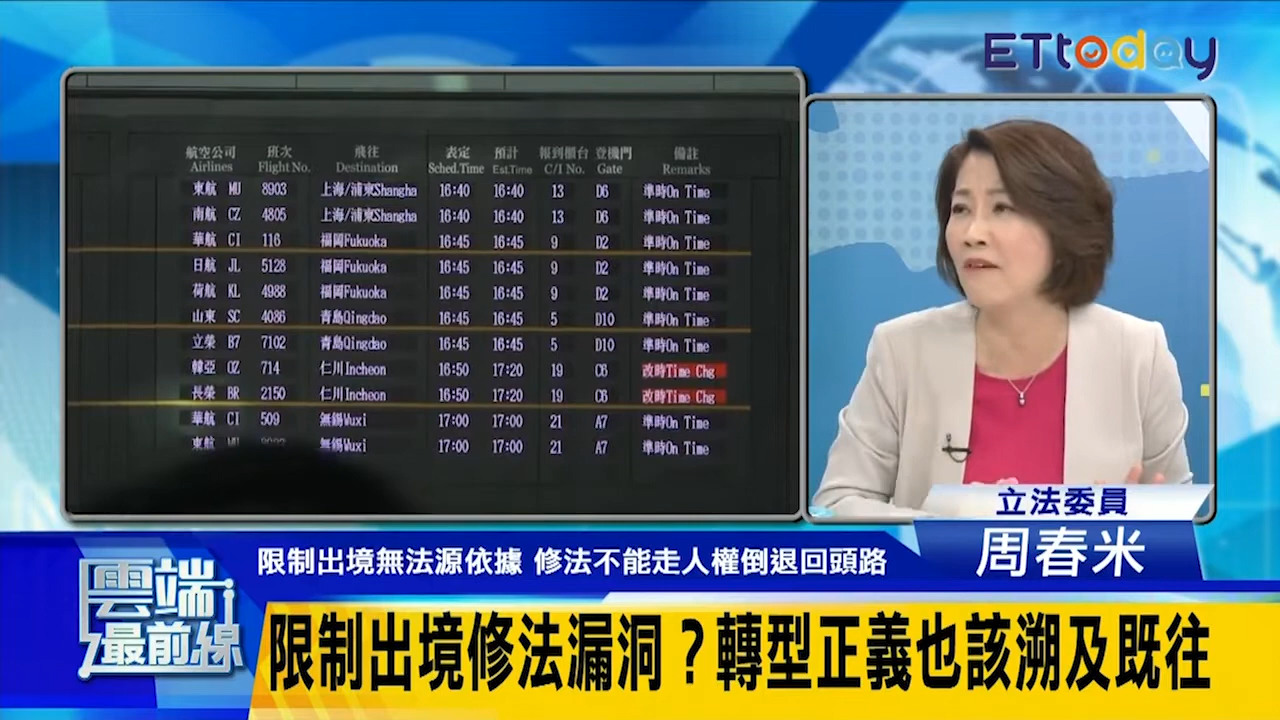 ETtoday
航空公司 班次 飛往 表定 預計 報到櫃台 登機門 備註
Airlines Flight No. Destination Sched.Time Est.Time C/I No. Gate Remarks
東航 MU 8903 上海/浦東Shangha 16:40 16:40 13 D6 準時On Time
南航 CZ 4805 上海/浦東Shangha 16:40 16:40 13 D6 準時On Time
華航 CI 116 福岡Fukuoka 16:45 16:45 9 D2 準時On Time
日航 JL 5128 福岡Fukuoka 16:45 16:45 9 D2 準時On Time
荷航 KL 4988 福岡Fukuoka 16:45 16:45 9 D2 準時On Time
山東 SC 4086 青島Qingdao 16:45 16:45 5 D10 準時On Time
立榮 B7 7102 青島Qingdao 16:45 16:45 5 D10 準時On Time
韓亞 OZ 714 仁川Incheon 16:50 17:20 19 C6 改時Time Chg
長榮 BR 2150 仁川Incheon 16:50 17:20 19 C6 改時Time Chg
華航 CI 509 無錫Wuxi 17:00 17:00 21 A7 準時On Time
東航 MU 無錫Wuxi 17:00 17:00 21 A7 準時On Time
立法委員
周春米
限制出境無法源依據 修法不能走人權倒退回頭路
雲端最前線
限制出境修法漏洞？轉型正義也該溯及既往